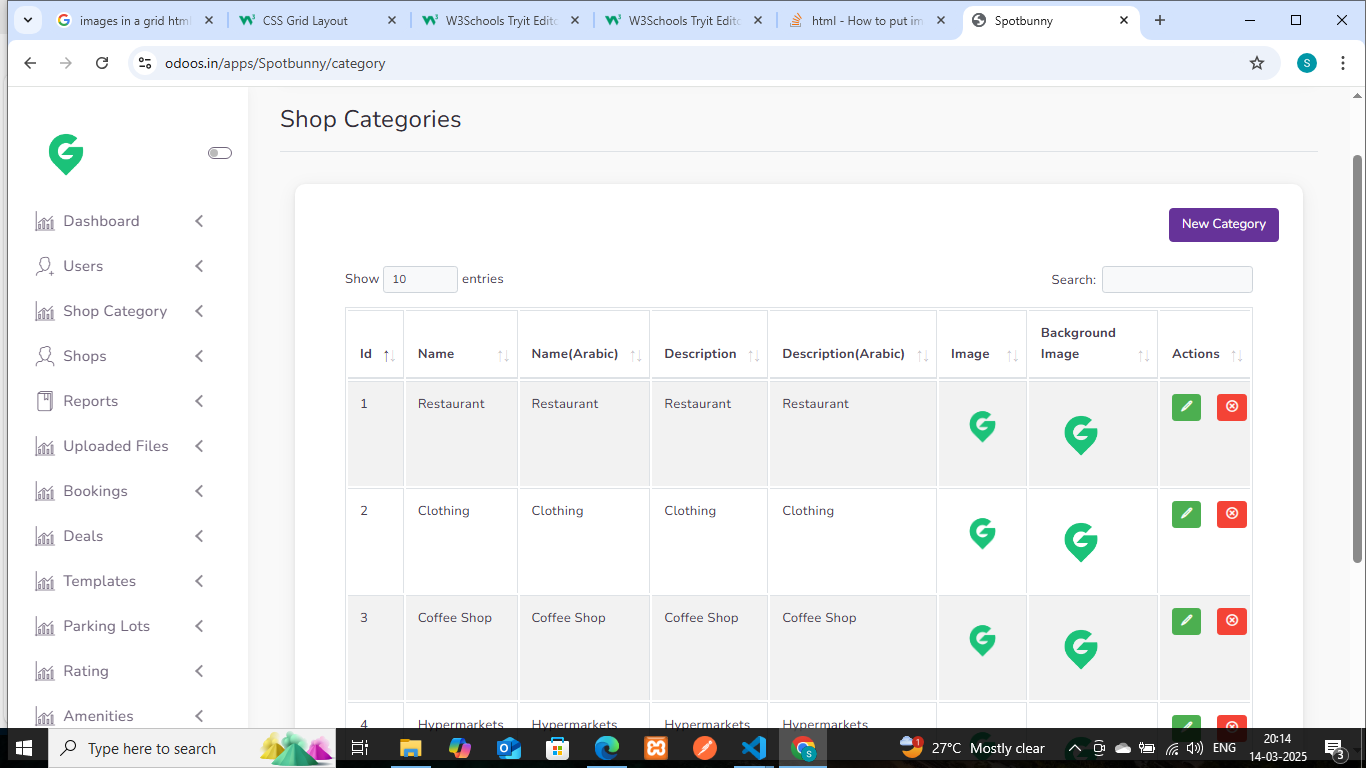 images in a grid html
CSS Grid Layout
W3Schools Tryit Edito
W3Schools Tryit Edito
html - How to put im
Spotbunny
odoos.in/apps/Spotbunny/category
S
Shop Categories
New Category
Show 10 entries
Search:
Id Name Name(Arabic) Description Description(Arabic) Image Background Image Actions
1 Restaurant Restaurant Restaurant Restaurant
2 Clothing Clothing Clothing Clothing
3 Coffee Shop Coffee Shop Coffee Shop Coffee Shop
4 Hypermarkets Hypermarkets Hypermarkets Hypermarkets
Dashboard
Users
Shop Category
Shops
Reports
Uploaded Files
Bookings
Deals
Templates
Parking Lots
Rating
Amenities
Type here to search
1
27°C Mostly clear
ENG
20:14
14-03-2025
3